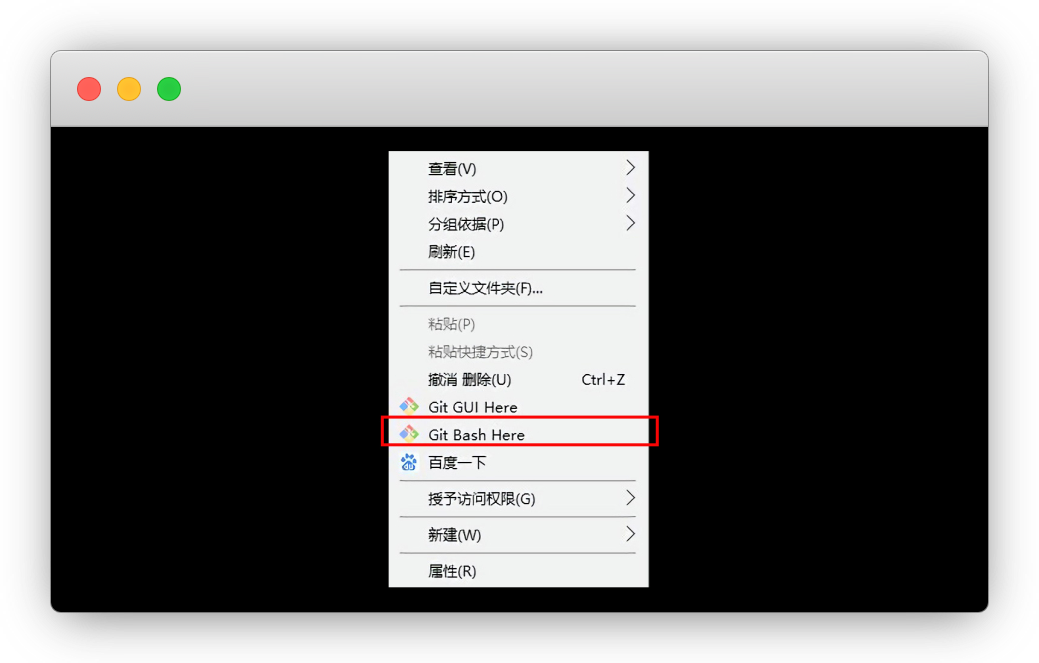 查看(V)
排序方式(O)
分组依据(P)
刷新(E)
自定义文件夹(F)...
粘贴(P)
粘贴快捷方式(S)
撤消 删除(U) Ctrl+Z
Git GUI Here
Git Bash Here
百度一下
授予访问权限(G)
新建(W)
属性(R)